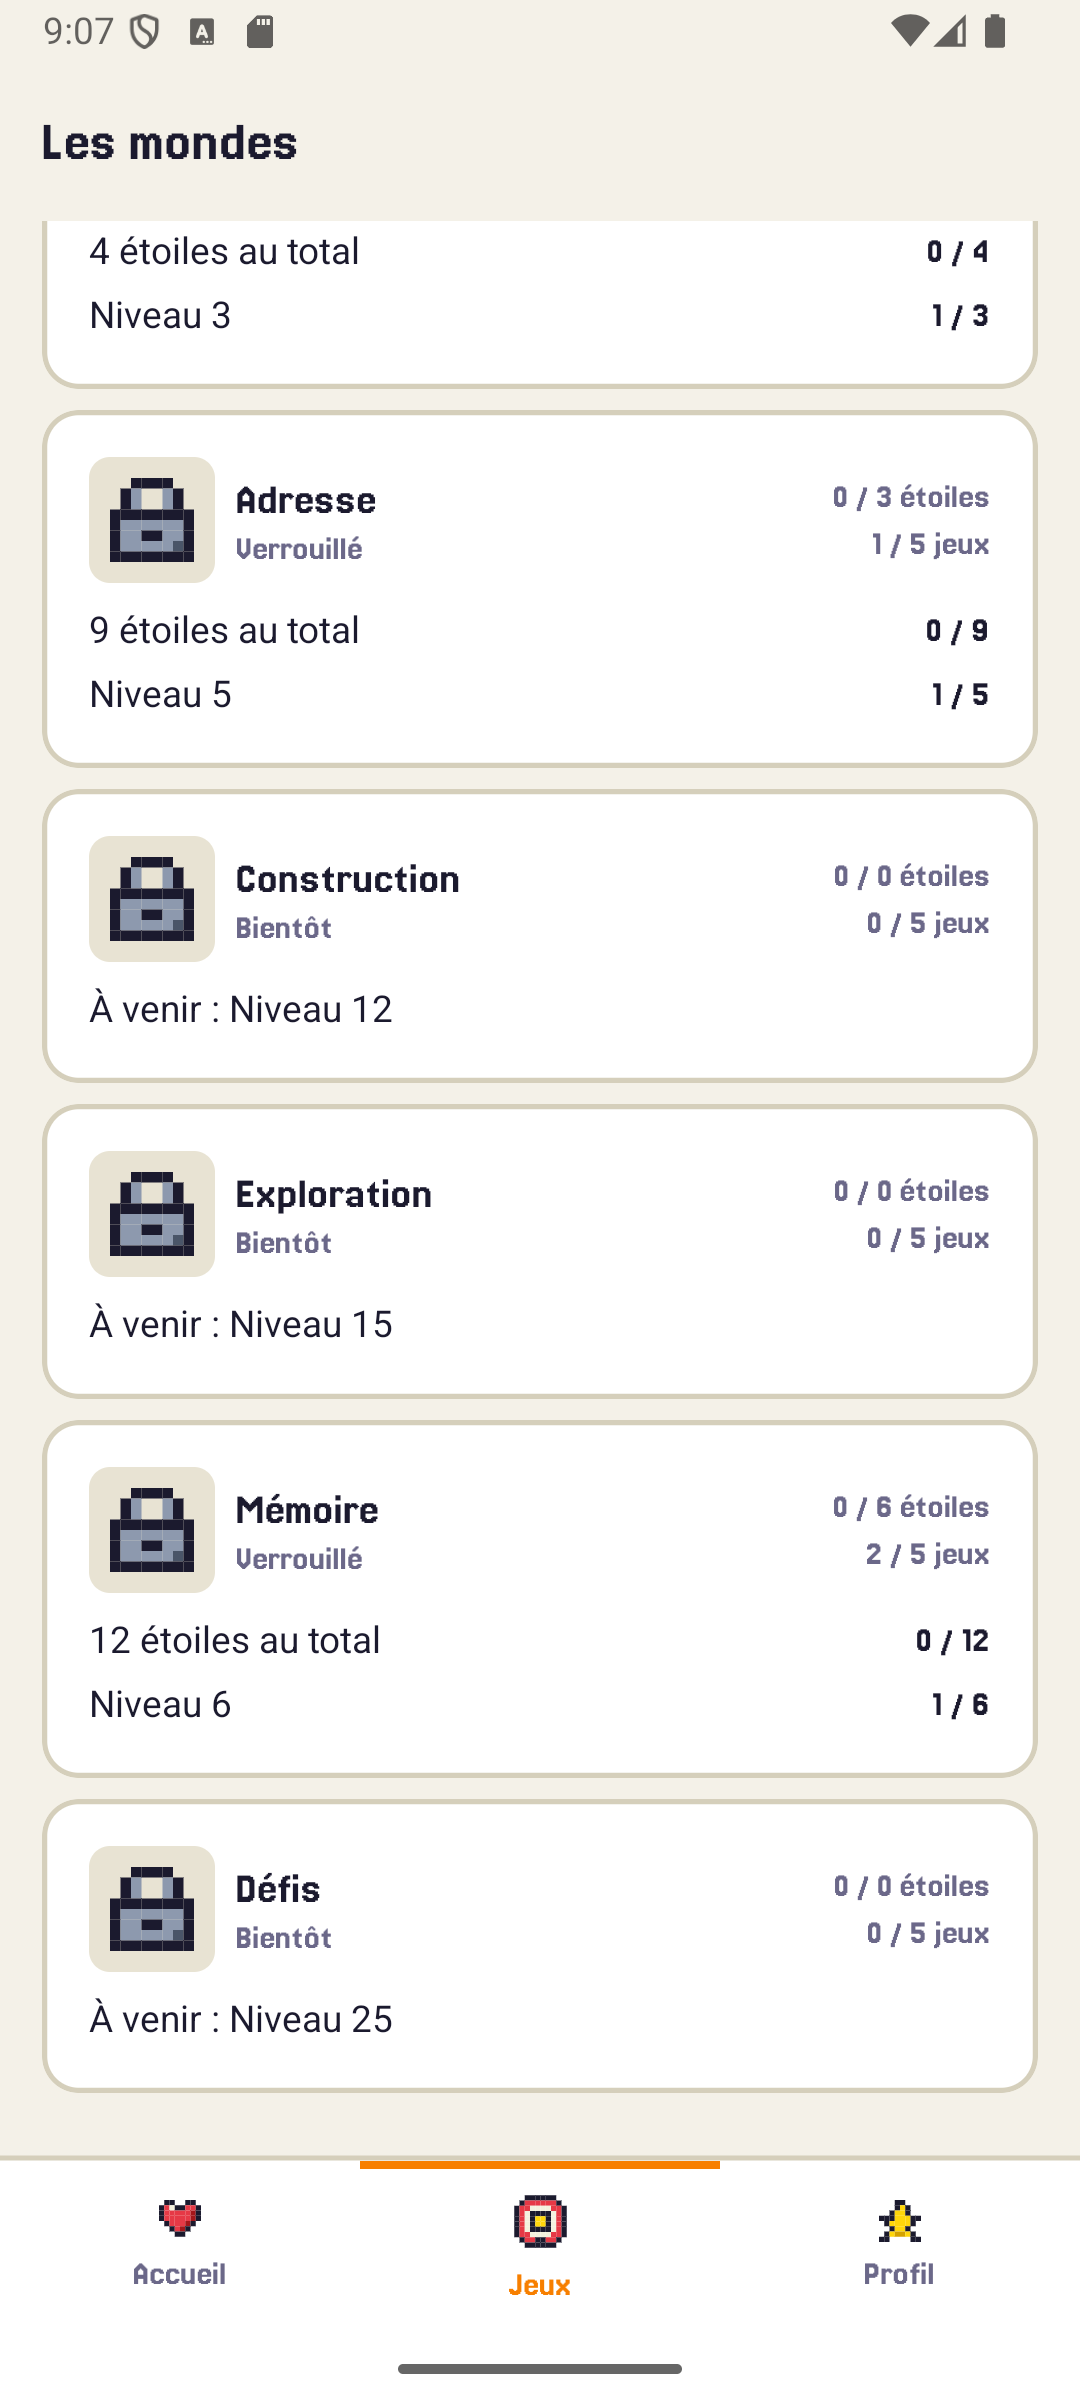 9:07
Les mondes
4 étoiles au total 0 / 4
Niveau 3 1 / 3
Adresse 0 / 3 étoiles
Verrouillé 1 / 5 jeux
9 étoiles au total 0 / 9
Niveau 5 1 / 5
Construction 0 / 0 étoiles
Bientôt 0 / 5 jeux
À venir : Niveau 12
Exploration 0 / 0 étoiles
Bientôt 0 / 5 jeux
À venir : Niveau 15
Mémoire 0 / 6 étoiles
Verrouillé 2 / 5 jeux
12 étoiles au total 0 / 12
Niveau 6 1 / 6
Défis 0 / 0 étoiles
Bientôt 0 / 5 jeux
À venir : Niveau 25
Accueil Jeux Profil